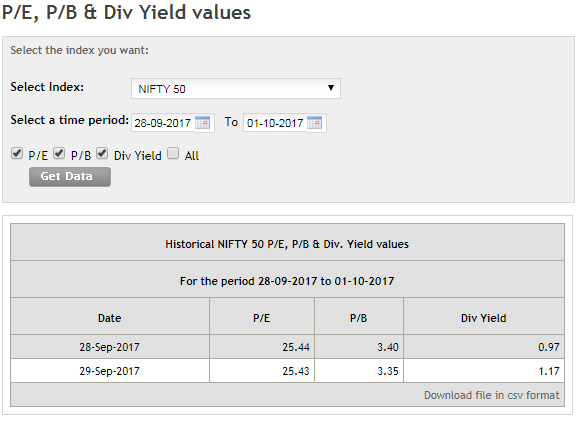 P/E, P/B & Div Yield values
Select the index you want:
Select Index: NIFTY 50
Select a time period: 28-09-2017 To 01-10-2017
P/E P/B Div Yield All
Get Data
Historical NIFTY 50 P/E, P/B & Div. Yield values
For the period 28-09-2017 to 01-10-2017
Date P/E P/B Div Yield
28-Sep-2017 25.44 3.40 0.97
29-Sep-2017 25.43 3.35 1.17
Download file in csv format